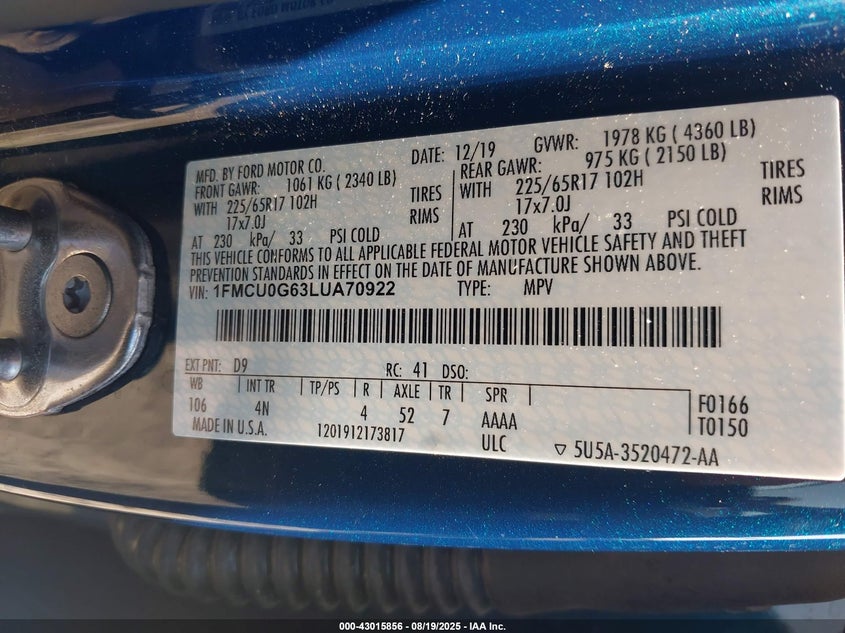 MFD. BY FORD MOTOR CO.
DATE: 12/19 GVWR: 1978 KG ( 4360 LB)
FRONT GAWR: 1061 KG ( 2340 LB)
REAR GAWR: 975 KG ( 2150 LB)
WITH 225/65R17 102H TIRES
WITH 225/65R17 102H TIRES
17x7.0J RIMS
17x7.0J RIMS
AT 230 kPa/ 33 PSI COLD
AT 230 kPa/ 33 PSI COLD
THIS VEHICLE CONFORMS TO ALL APPLICABLE FEDERAL MOTOR VEHICLE SAFETY AND THEFT
PREVENTION STANDARDS IN EFFECT ON THE DATE OF MANUFACTURE SHOWN ABOVE.
VIN: 1FMCU0G63LUA70922 TYPE: MPV
EXT PNT: D9 RC: 41 DSO:
WB INT TR TP/PS R AXLE TR SPR
106 4N 4 52 7 AAAA F0166
MADE IN U.S.A. 1201912173817 ULC T0150
▽ 5U5A-3520472-AA
000-43015856 - 08/19/2025 - IAA Inc.